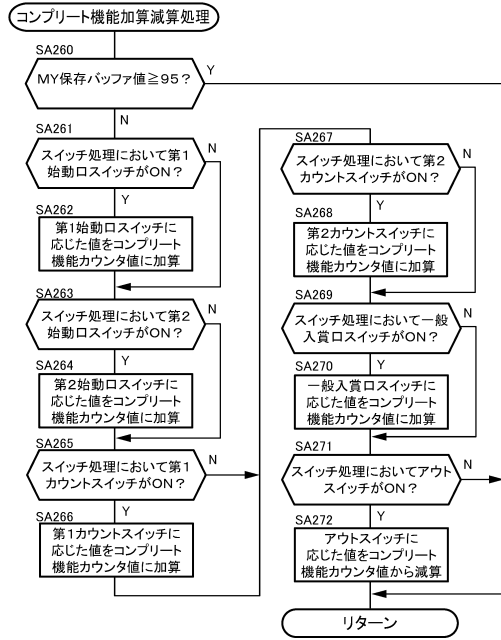 コンプリート機能加算減算処理
SA260
MY保存バッファ値≧95?
Y
N
SA261
スイッチ処理において第1
始動口スイッチがON?
N
Y
SA262
第1始動口スイッチに
応じた値をコンプリート
機能カウンタ値に加算
SA263
スイッチ処理において第2
始動口スイッチがON?
N
Y
SA264
第2始動口スイッチに
応じた値をコンプリート
機能カウンタ値に加算
SA265
スイッチ処理において第1
カウントスイッチがON?
N
Y
SA266
第1カウントスイッチに
応じた値をコンプリート
機能カウンタ値に加算
SA267
スイッチ処理において第2
カウントスイッチがON?
N
Y
SA268
第2カウントスイッチに
応じた値をコンプリート
機能カウンタ値に加算
SA269
スイッチ処理において一般
入賞口スイッチがON?
N
Y
SA270
一般入賞口スイッチに
応じた値をコンプリート
機能カウンタ値に加算
SA271
スイッチ処理においてアウト
スイッチがON?
N
Y
SA272
アウトスイッチに
応じた値をコンプリート
機能カウンタ値から減算
リターン